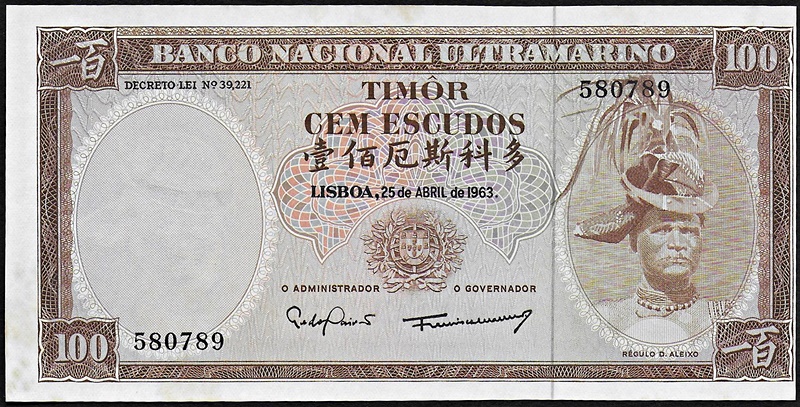 一百
BANCO NACIONAL ULTRAMARINO
100
DECRETO LEI Nº 39,221
TIMÔR
580789
CEM ESCUDOS
壹佰厄斯科多
LISBOA, 25 de ABRIL de 1963.
O ADMINISTRADOR
O GOVERNADOR
100
580789
RÉGULO D. ALEIXO
一百